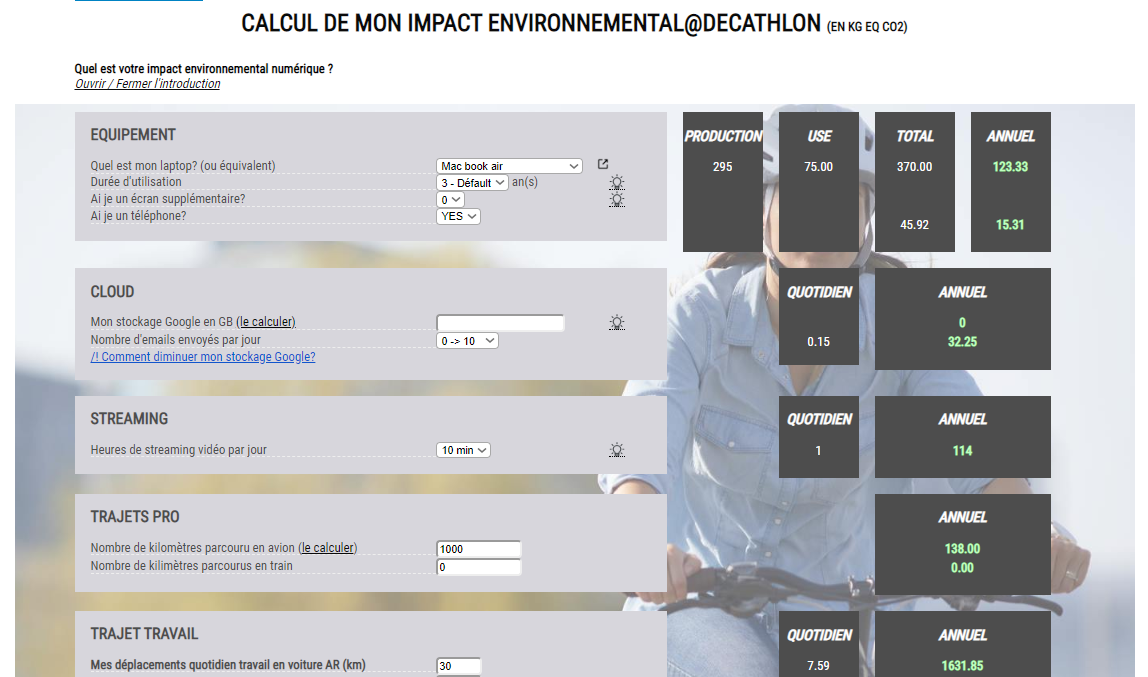 CALCUL DE MON IMPACT ENVIRONNEMENTAL@DECATHLON (EN KG EQ CO2)
Quel est votre impact environnemental numérique ?
Ouvrir / Fermer l'introduction
EQUIPEMENT PRODUCTION USE TOTAL ANNUEL
Quel est mon laptop? (ou équivalent) Mac book air 295 75.00 370.00 123.33
Durée d'utilisation 3 - Défault an(s)
Ai je un écran supplémentaire? 0
Ai je un téléphone? YES 45.92 15.31
CLOUD QUOTIDIEN ANNUEL
Mon stockage Google en GB (le calculer) 0
Nombre d'emails envoyés par jour 0 -> 10 0.15 32.25
/! Comment diminuer mon stockage Google?
STREAMING QUOTIDIEN ANNUEL
Heures de streaming vidéo par jour 10 min 1 114
TRAJETS PRO ANNUEL
Nombre de kilomètres parcouru en avion (le calculer) 1000 138.00
Nombre de kilimètres parcourus en train 0 0.00
TRAJET TRAVAIL QUOTIDIEN ANNUEL
Mes déplacements quotidien travail en voiture AR (km) 30 7.59 1631.85